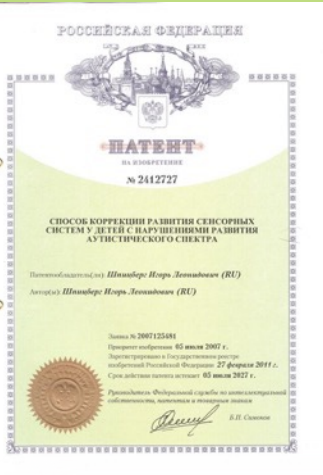 РОССИЙСКАЯ ФЕДЕРАЦИЯ
ПАТЕНТ
НА ИЗОБРЕТЕНИЕ
№ 2412727
СПОСОБ КОРРЕКЦИИ РАЗВИТИЯ СЕНСОРНЫХ
СИСТЕМ У ДЕТЕЙ С НАРУШЕНИЯМИ РАЗВИТИЯ
АУТИСТИЧЕСКОГО СПЕКТРА
Патентообладатель(ли): Шпицберг Игорь Леонидович (RU)
Автор(ы): Шпицберг Игорь Леонидович (RU)
Заявка № 2007125491
Приоритет изобретения 05 июля 2007 г.
Зарегистрировано в Государственном реестре
изобретений Российской Федерации 27 февраля 2011 г.
Срок действия патента истекает 05 июля 2027 г.
Руководитель Федеральной службы по интеллектуальной
собственности, патентам и товарным знакам
Б.П. Симонов